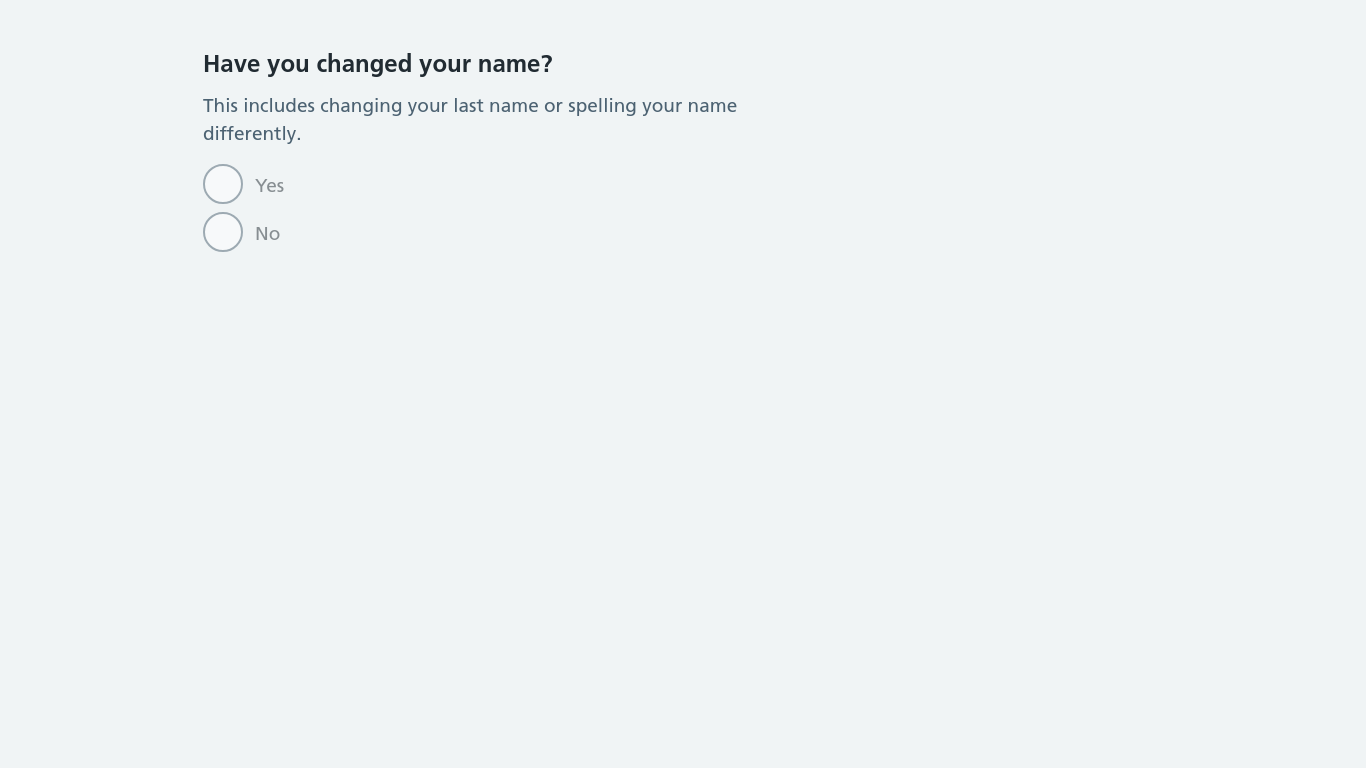 Have you changed your name?
This includes changing your last name or spelling your name
differently.
Yes
No